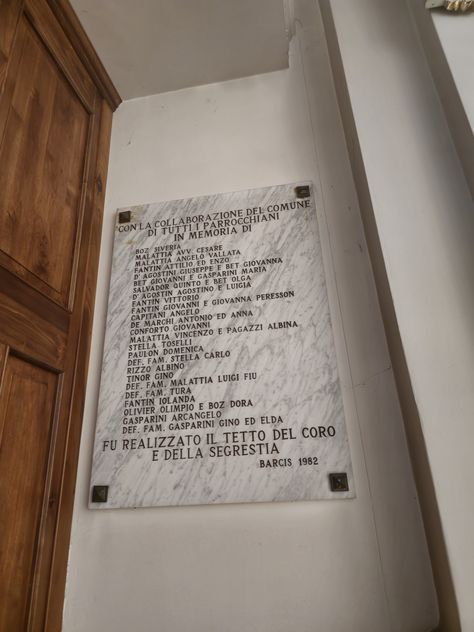 CON LA COLLABORAZIONE DEL COMUNE
DI TUTTI I PARROCCHIANI
IN MEMORIA DI
BOZ SIVERIA
MALATTIA AVV. CESARE
MALATTIA ANGELO VALLATA
FANTIN ATTILIO ED ENZO
D'AGOSTINI GIUSEPPE E BET GIOVANNA
BET GIOVANNI E GASPARINI MARIA
SALVADOR QUINTO E BET OLGA
D'AGOSTIN AGOSTINO E LUIGIA
FANTIN VITTORIO
FANTIN GIOVANNI E GIOVANNA PERESSON
CAPITANI ANGELO
DE MARCHI ANTONIO ED ANNA
CONFORTO GIOVANNI
MALATTIA VINCENZO E PAGAZZI ALBINA
STELLA TOSELLI
PAULON DOMENICA
DEF. FAM. STELLA CARLO
RIZZO ALBINO
TINOR GINO
DEF. FAM. MALATTIA LUIGI FIU
DEF. FAM. TURA
FANTIN IOLANDA
OLIVIER OLIMPIO E BOZ DORA
GASPARINI ARCANGELO
DEF. FAM. GASPARINI GINO ED ELDA
FU REALIZZATO IL TETTO DEL CORO
E DELLA SEGRESTIA
BARCIS 1982